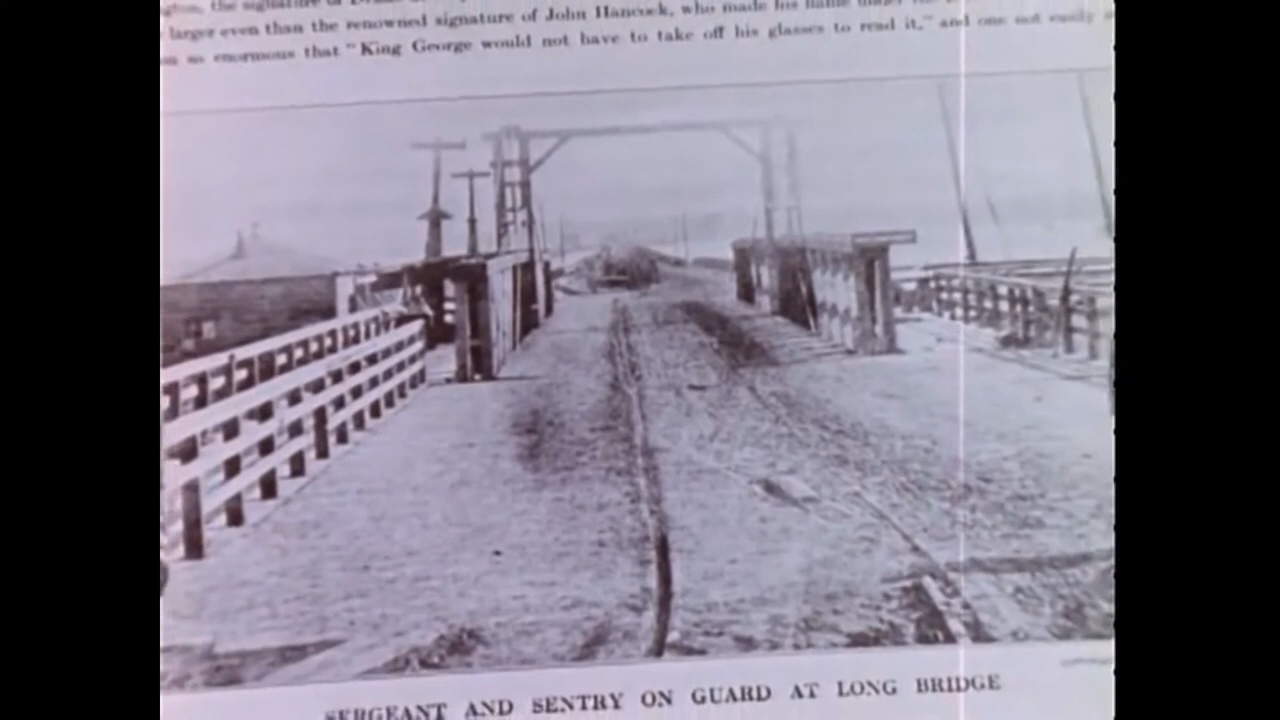 the signature of
larger even than the renowned signature of John Hancock, who made his name under the
so enormous that "King George would not have to take off his glasses to read it," and one not easily
SERGEANT AND SENTRY ON GUARD AT LONG BRIDGE